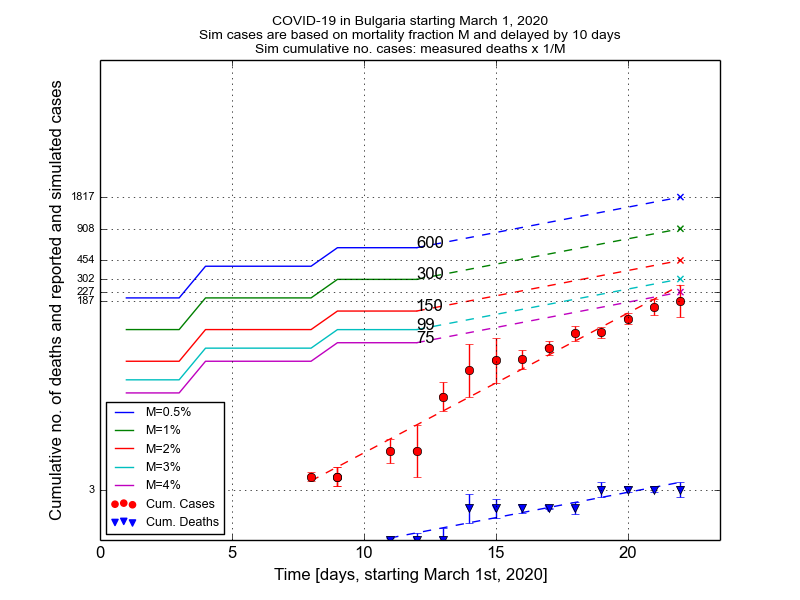 COVID-19 in Bulgaria starting March 1, 2020
Sim cases are based on mortality fraction M and delayed by 10 days
Sim cumulative no. cases: measured deaths x 1/M
Cumulative no. of deaths and reported and simulated cases
1817
908
454
302
227
187
3
600
300
150
99
75
M=0.5%
M=1%
M=2%
M=3%
M=4%
Cum. Cases
Cum. Deaths
0 5 10 15 20
Time [days, starting March 1st, 2020]